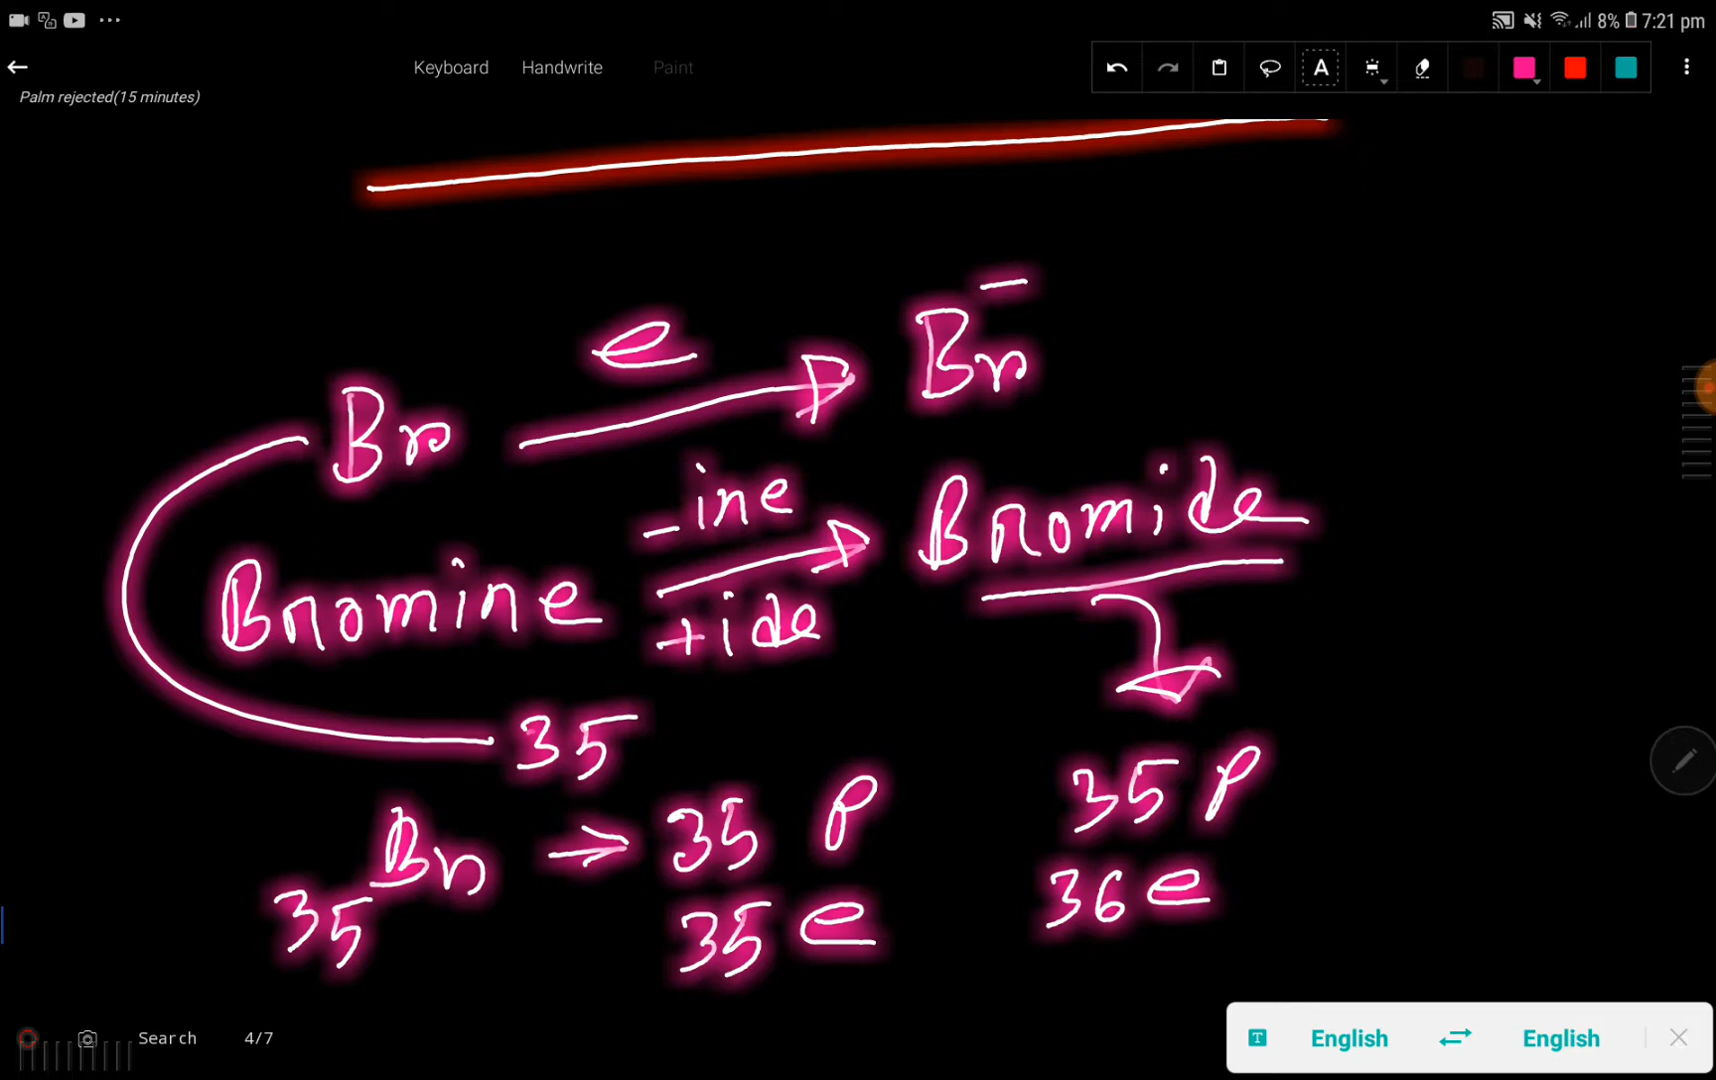 8% 7:21 pm
Keyboard Handwrite Paint
A
Palm rejected(15 minutes)
e
Br → Br⁻
-ine
Bromine → Bromide
+ide
35
Br → 35 P
35
35 e
35 P
36 e
Search 4/7
T English English